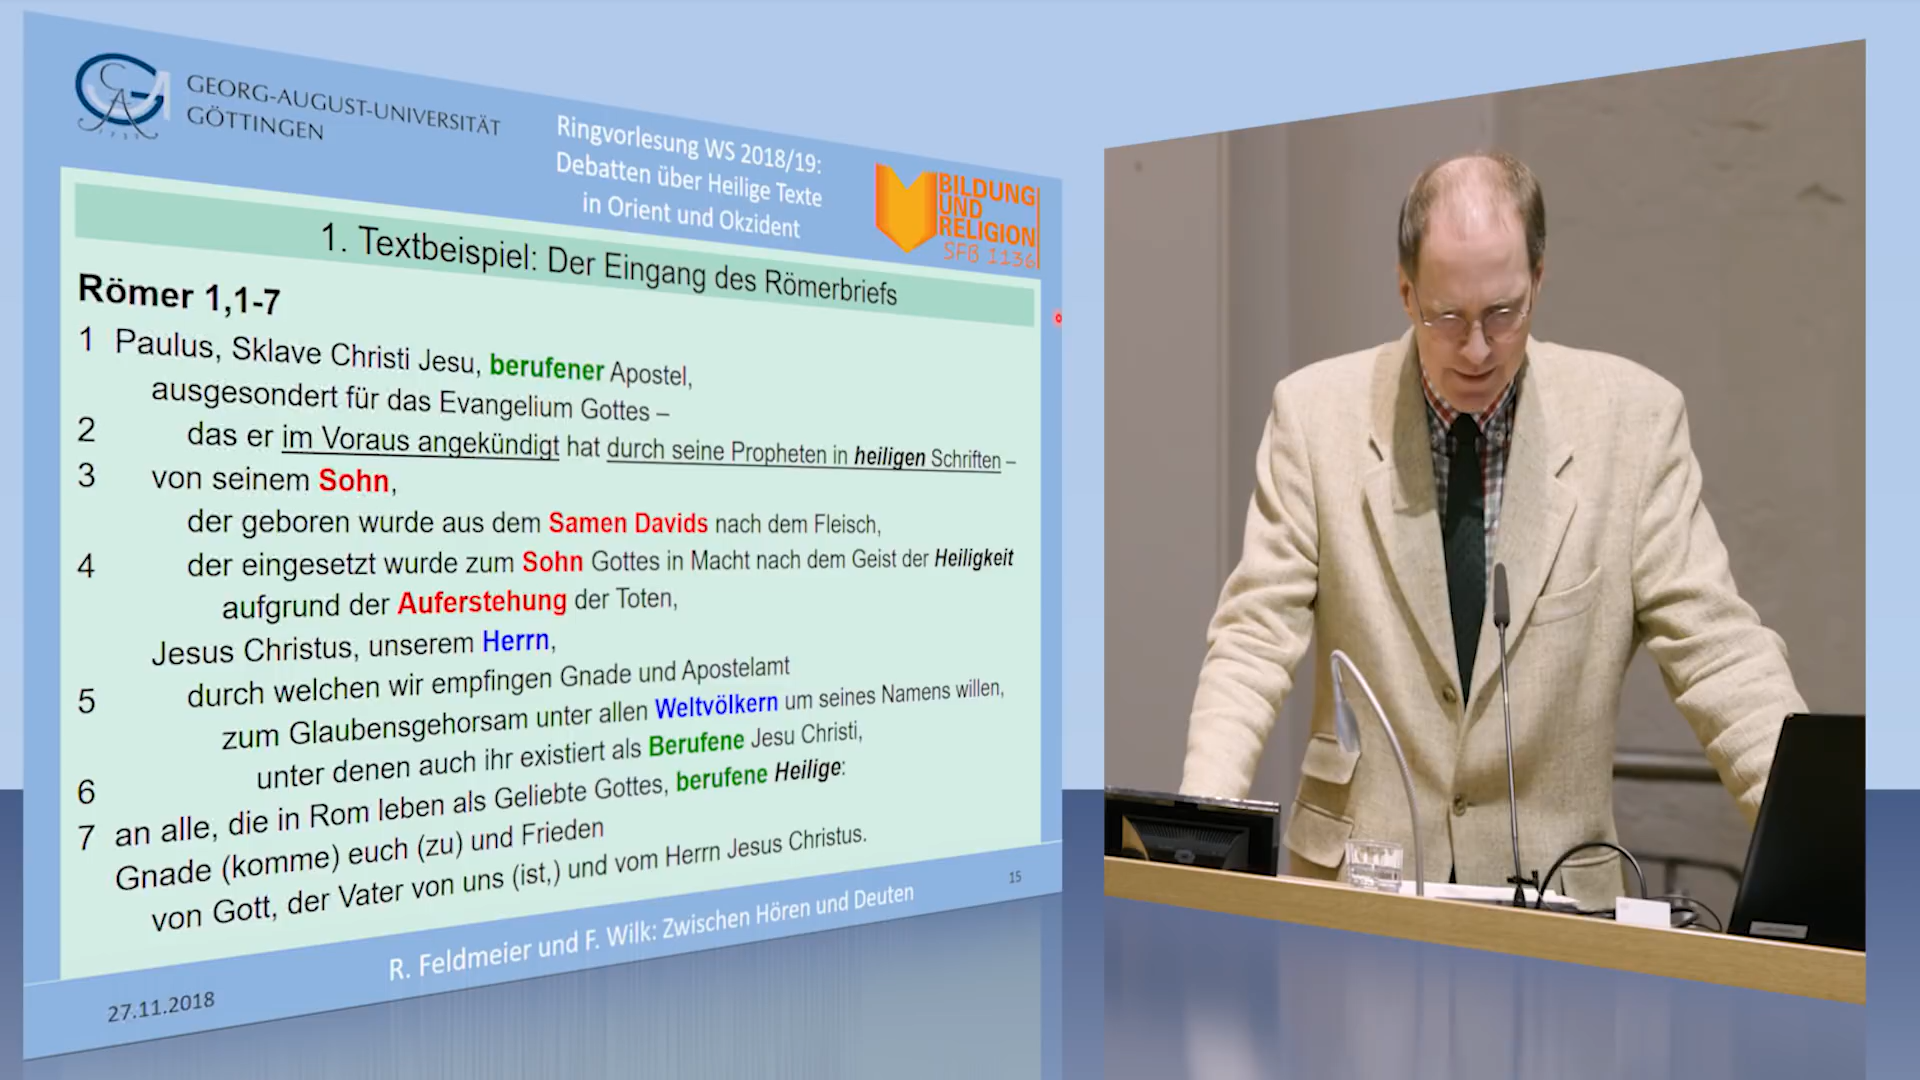 GEORG-AUGUST-UNIVERSITÄT
GÖTTINGEN
Ringvorlesung WS 2018/19:
Debatten über Heilige Texte
in Orient und Okzident
BILDUNG
UND
RELIGION
SFB 1136
1. Textbeispiel: Der Eingang des Römerbriefs
Römer 1,1-7
1 Paulus, Sklave Christi Jesu, berufener Apostel,
ausgesondert für das Evangelium Gottes –
2 das er im Voraus angekündigt hat durch seine Propheten in heiligen Schriften –
3 von seinem Sohn,
der geboren wurde aus dem Samen Davids nach dem Fleisch,
4 der eingesetzt wurde zum Sohn Gottes in Macht nach dem Geist der Heiligkeit
aufgrund der Auferstehung der Toten,
Jesus Christus, unserem Herrn,
5 durch welchen wir empfingen Gnade und Apostelamt
zum Glaubensgehorsam unter allen Weltvölkern um seines Namens willen,
6 unter denen auch ihr existiert als Berufene Jesu Christi,
7 an alle, die in Rom leben als Geliebte Gottes, berufene Heilige:
Gnade (komme) euch (zu) und Frieden
von Gott, der Vater von uns (ist,) und vom Herrn Jesus Christus.
15
R. Feldmeier und F. Wilk: Zwischen Hören und Deuten
27.11.2018